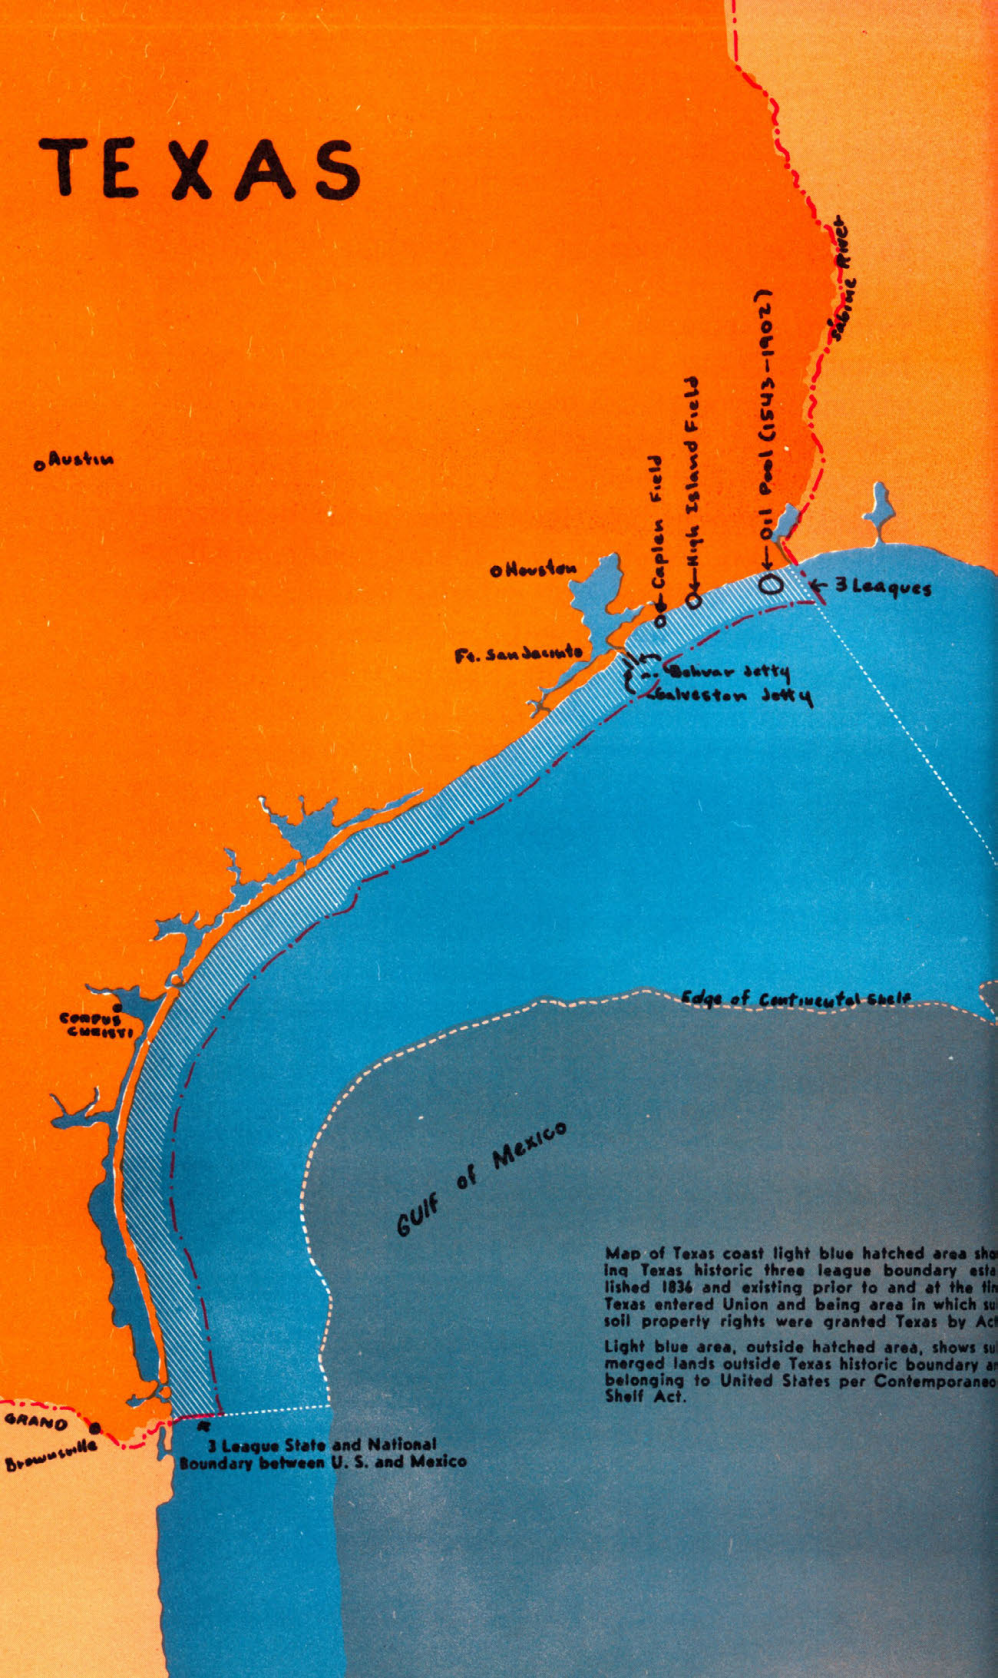 TEXAS
Sabine River
Oil Pool (1543-1902)
High Island Field
Caplen Field
Austin
Houston
3 Leagues
Ft. San Jacinto
Bolivar Jetty
Galveston Jetty
CORPUS
CHRISTI
Edge of Continental Shelf
Gulf of Mexico
Map of Texas coast light blue hatched area sho
ing Texas historic three league boundary esta
lished 1836 and existing prior to and at the tim
Texas entered Union and being area in which su
soil property rights were granted Texas by Act
Light blue area, outside hatched area, shows su
merged lands outside Texas historic boundary an
belonging to United States per Contemporaneo
Shelf Act.
GRAND
Brownsville
3 League State and National
Boundary between U. S. and Mexico